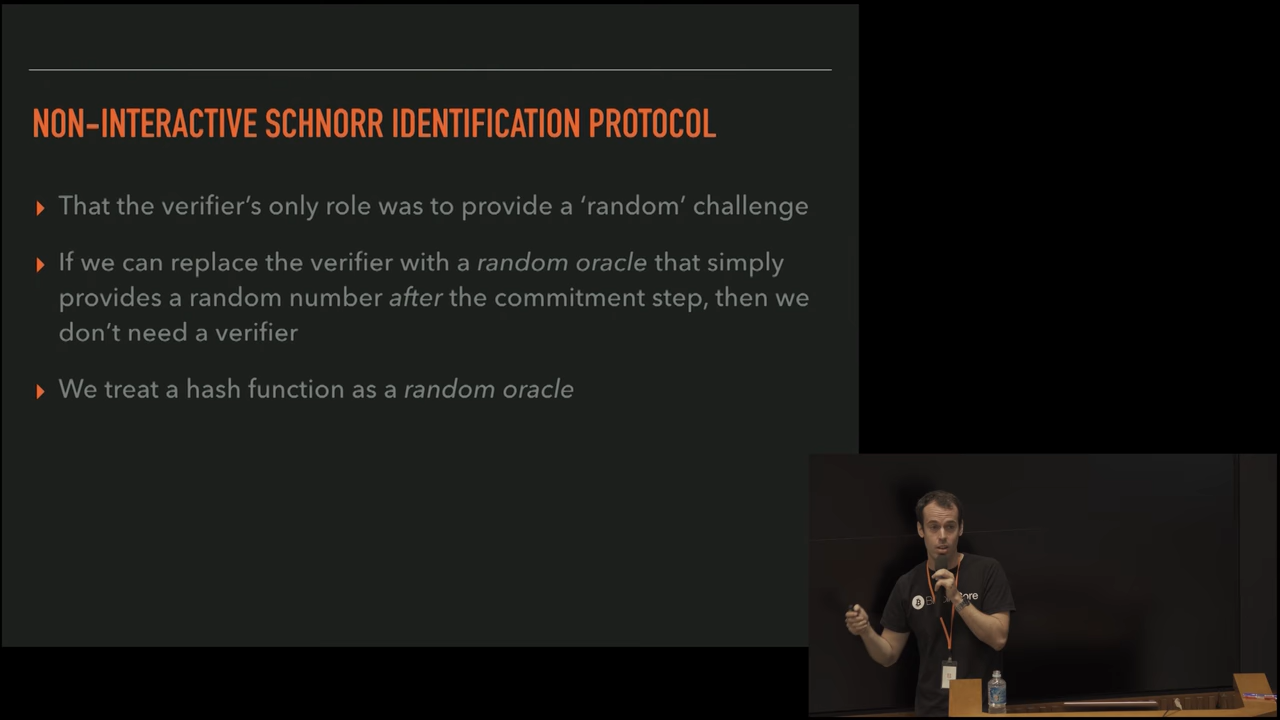 NON-INTERACTIVE SCHNORR IDENTIFICATION PROTOCOL
That the verifier’s only role was to provide a ‘random’ challenge
If we can replace the verifier with a random oracle that simply
provides a random number after the commitment step, then we
don’t need a verifier
We treat a hash function as a random oracle